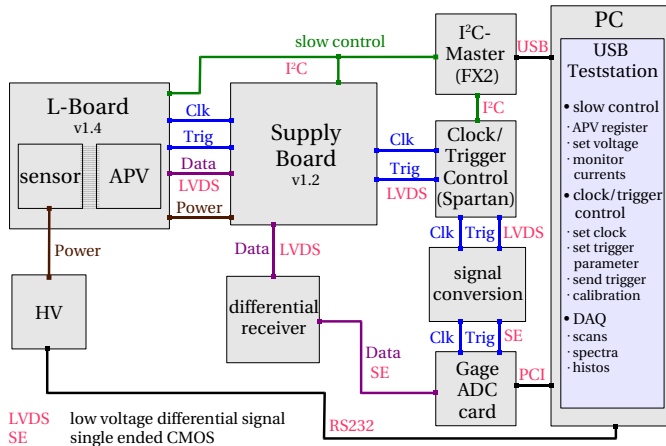 PC
USB
Teststation
• slow control
· APV register
· set voltage
· monitor
currents
• clock/trigger
control
· set clock
· set trigger
parameter
· send trigger
· calibration
• DAQ
· scans
· spectra
· histos
I²C-
Master
(FX2)
USB
slow control
I²C
I²C
L-Board
v1.4
sensor
APV
Clk
Trig
Data
LVDS
Power
Supply
Board
v1.2
Clk
Trig
LVDS
Clock/
Trigger
Control
(Spartan)
Clk
Trig
LVDS
Power
Data
LVDS
HV
differential
receiver
signal
conversion
Clk
Trig
SE
Data
SE
Gage
ADC
card
PCI
RS232
LVDS low voltage differential signal
SE single ended CMOS